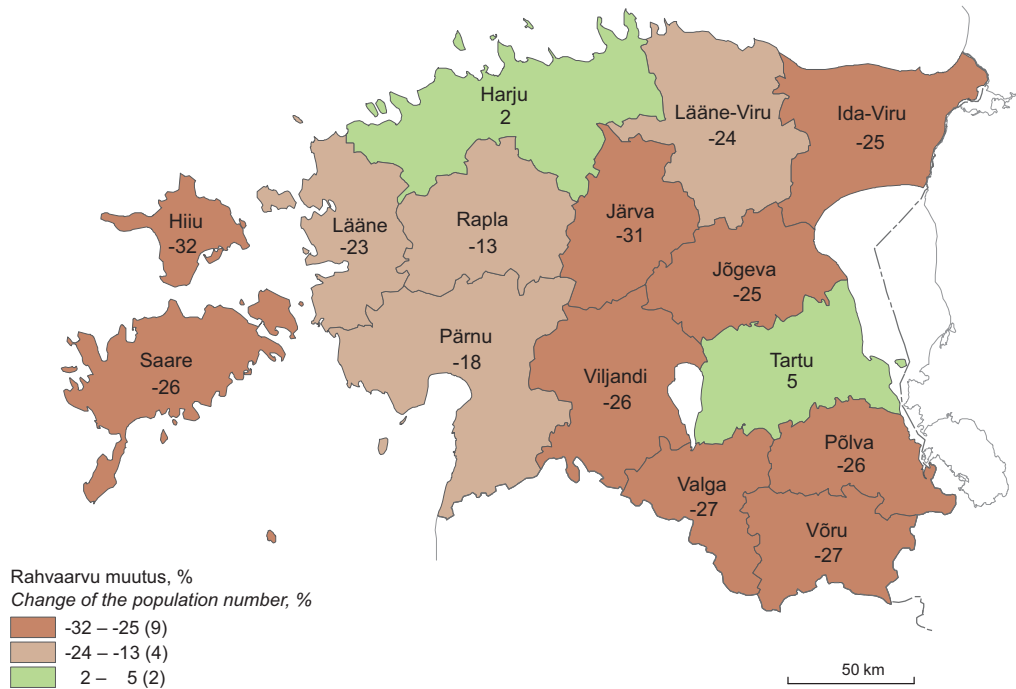 Harju
2
Lääne-Viru
-24
Ida-Viru
-25
Hiiu
-32
Lääne
-23
Rapla
-13
Järva
-31
Jõgeva
-25
Saare
-26
Pärnu
-18
Viljandi
-26
Tartu
5
Põlva
-26
Valga
-27
Võru
-27
Rahvaarvu muutus, %
Change of the population number, %
-32 – -25 (9)
-24 – -13 (4)
2 – 5 (2)
50 km